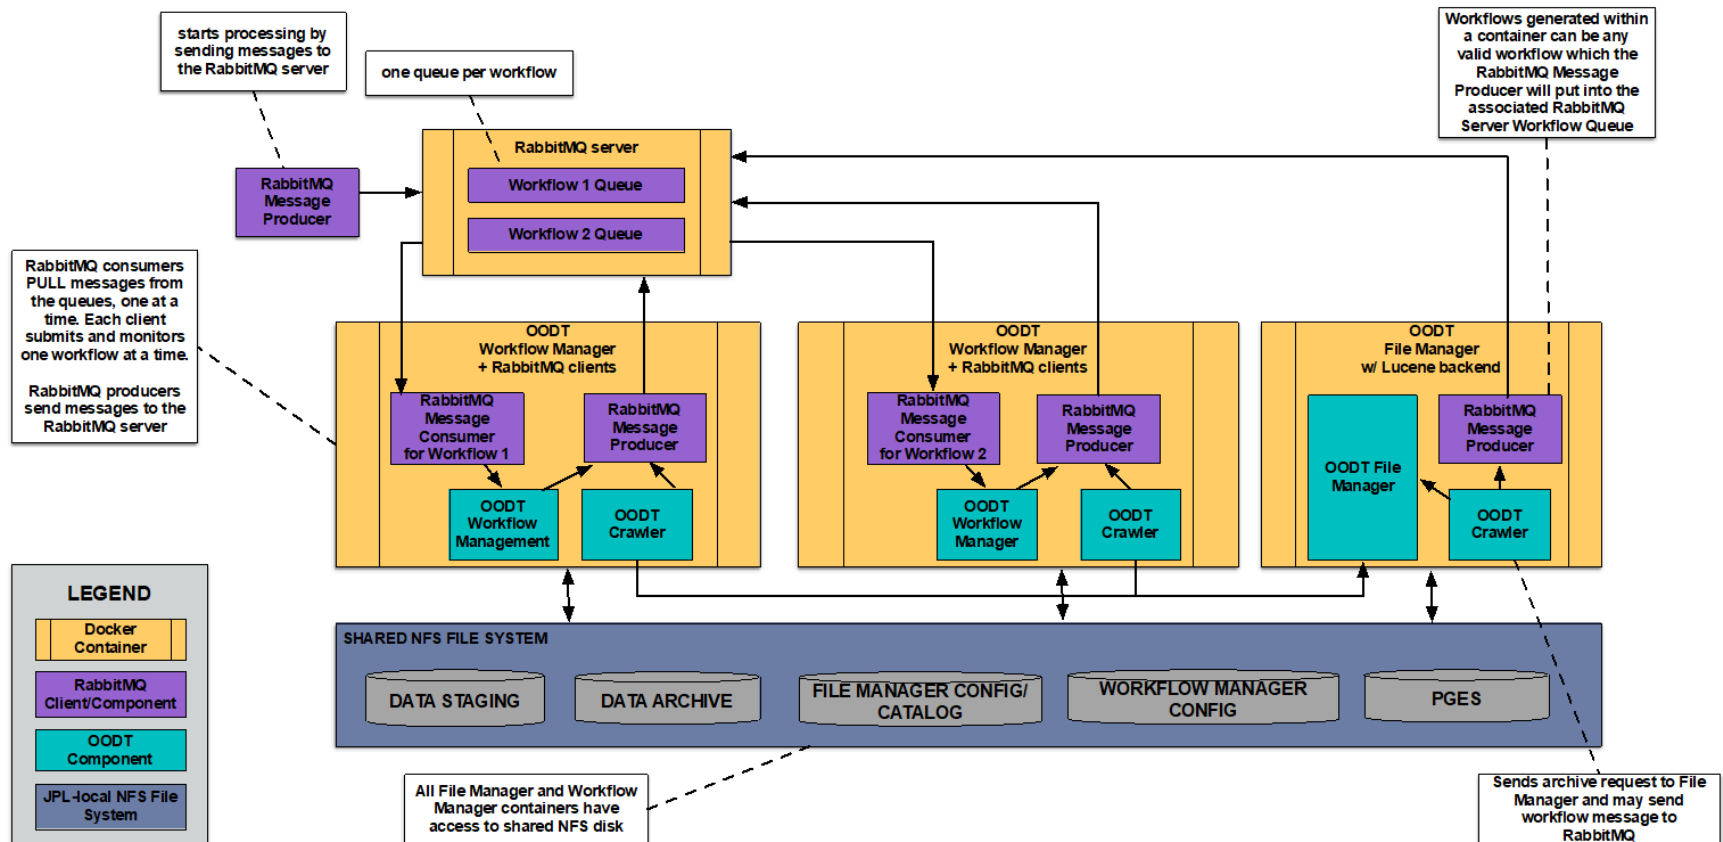 starts processing by
sending messages to
the RabbitMQ server
one queue per workflow
Workflows generated within
a container can be any
valid workflow which the
RabbitMQ Message
Producer will put into the
associated RabbitMQ
Server Workflow Queue
RabbitMQ
Message
Producer
RabbitMQ server
Workflow 1 Queue
Workflow 2 Queue
RabbitMQ consumers
PULL messages from
the queues, one at a
time. Each client
submits and monitors
one workflow at a time.
RabbitMQ producers
send messages to the
RabbitMQ server
OODT
Workflow Manager
+ RabbitMQ clients
RabbitMQ
Message
Consumer
for Workflow 1
RabbitMQ
Message
Producer
OODT
Workflow
Management
OODT
Crawler
OODT
Workflow Manager
+ RabbitMQ clients
RabbitMQ
Message
Consumer
for Workflow 2
RabbitMQ
Message
Producer
OODT
Workflow
Manager
OODT
Crawler
OODT
File Manager
w/ Lucene backend
OODT File
Manager
RabbitMQ
Message
Producer
OODT
Crawler
LEGEND
Docker
Container
RabbitMQ
Client/Component
OODT
Component
JPL-local NFS File
System
SHARED NFS FILE SYSTEM
DATA STAGING
DATA ARCHIVE
FILE MANAGER CONFIG/
CATALOG
WORKFLOW MANAGER
CONFIG
PGES
All File Manager and Workflow
Manager containers have
access to shared NFS disk
Sends archive request to File
Manager and may send
workflow message to
RabbitMQ